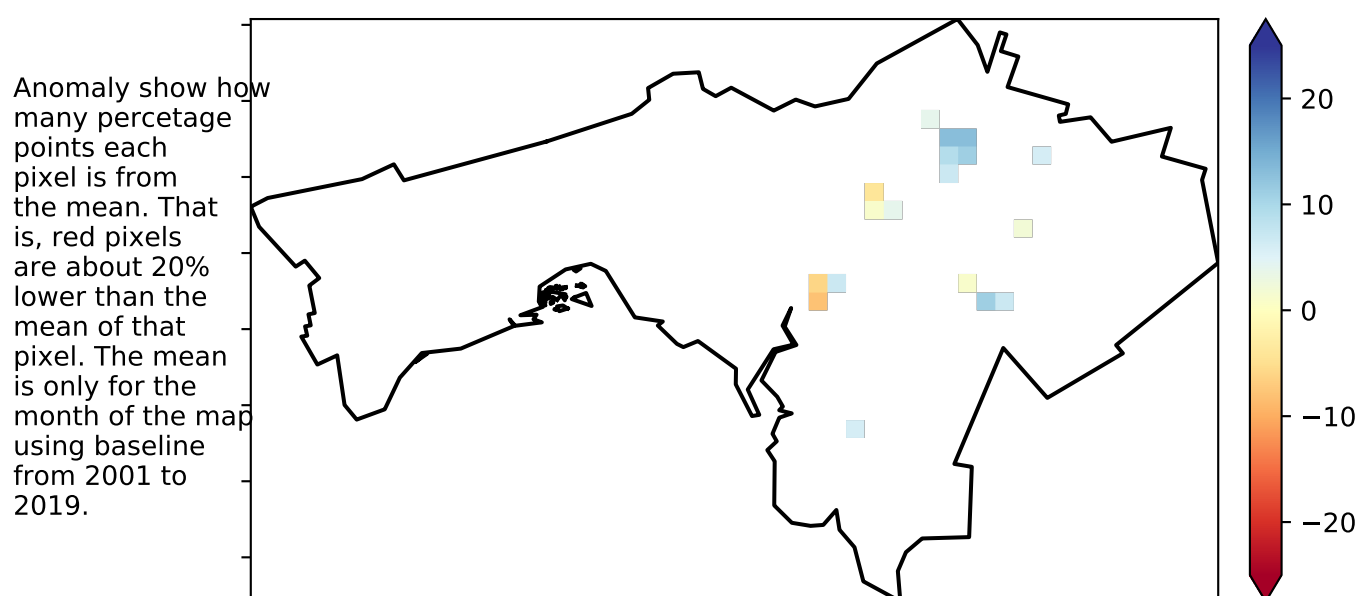 Anomaly show how
many percetage
points each
pixel is from
the mean. That
is, red pixels
are about 20%
lower than the
mean of that
pixel. The mean
is only for the
month of the map
using baseline
from 2001 to
2019.
20
10
0
−10
−20